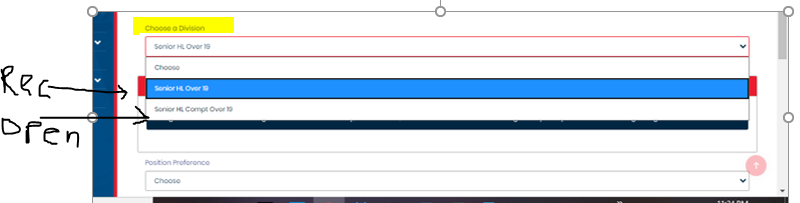 Choose a Division
Senior HL Over 19
Choose
Rec
Senior HL Over 19
Senior HL Compt Over 19
Open
Position Preference
Choose